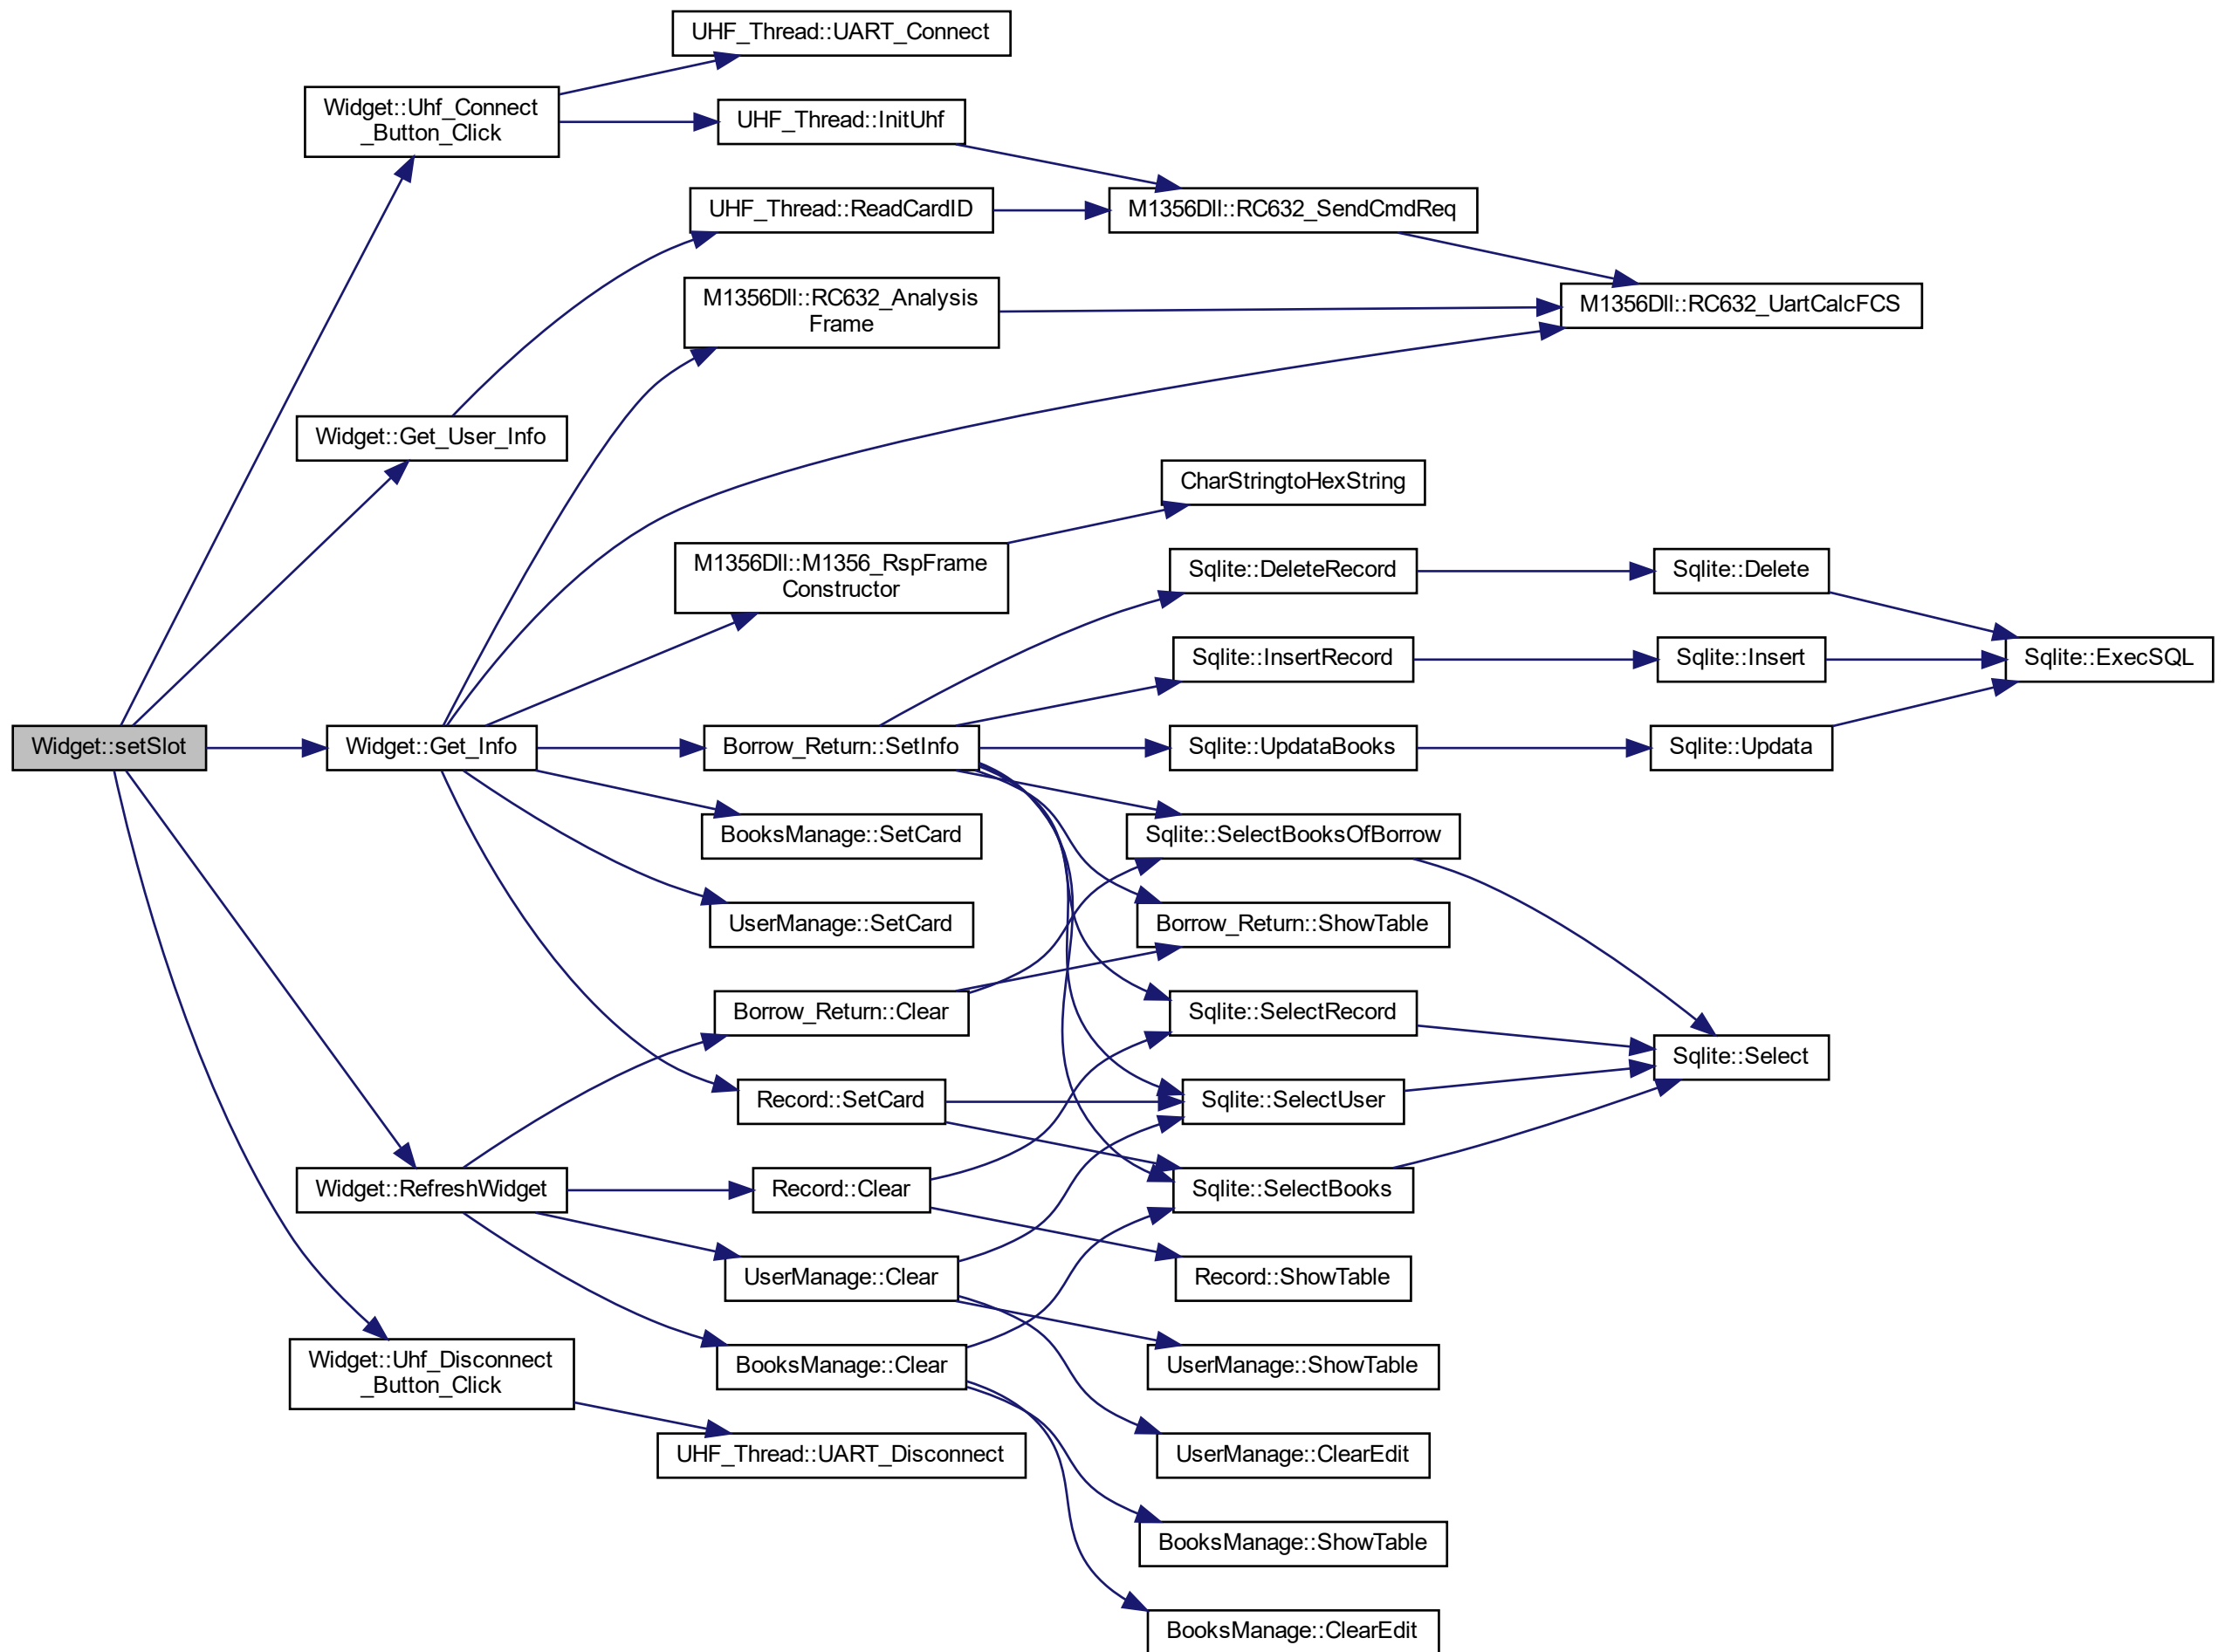 UHF_Thread::UART_Connect
Widget::Uhf_Connect
_Button_Click
UHF_Thread::InitUhf
UHF_Thread::ReadCardID
M1356Dll::RC632_SendCmdReq
M1356Dll::RC632_Analysis
Frame
M1356Dll::RC632_UartCalcFCS
Widget::Get_User_Info
CharStringtoHexString
M1356Dll::M1356_RspFrame
Constructor
Sqlite::DeleteRecord
Sqlite::Delete
Sqlite::InsertRecord
Sqlite::Insert
Sqlite::ExecSQL
Widget::setSlot
Widget::Get_Info
Borrow_Return::SetInfo
Sqlite::UpdataBooks
Sqlite::Updata
BooksManage::SetCard
Sqlite::SelectBooksOfBorrow
UserManage::SetCard
Borrow_Return::ShowTable
Borrow_Return::Clear
Sqlite::SelectRecord
Sqlite::Select
Record::SetCard
Sqlite::SelectUser
Widget::RefreshWidget
Record::Clear
Sqlite::SelectBooks
UserManage::Clear
Record::ShowTable
Widget::Uhf_Disconnect
_Button_Click
BooksManage::Clear
UserManage::ShowTable
UHF_Thread::UART_Disconnect
UserManage::ClearEdit
BooksManage::ShowTable
BooksManage::ClearEdit